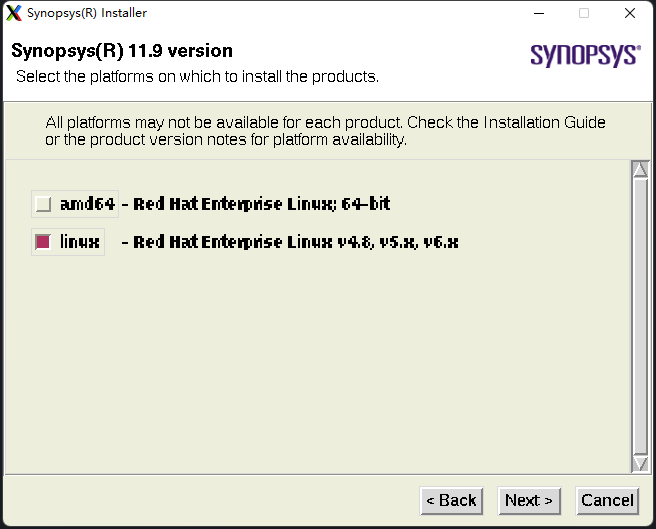 Synopsys(R) Installer
Synopsys(R) 11.9 version
Select the platforms on which to install the products.
SYNOPSYS®
All platforms may not be available for each product. Check the Installation Guide
or the product version notes for platform availability.
amd64 - Red Hat Enterprise Linux; 64-bit
linux - Red Hat Enterprise Linux v4.8, v5.x, v6.x
< Back Next > Cancel